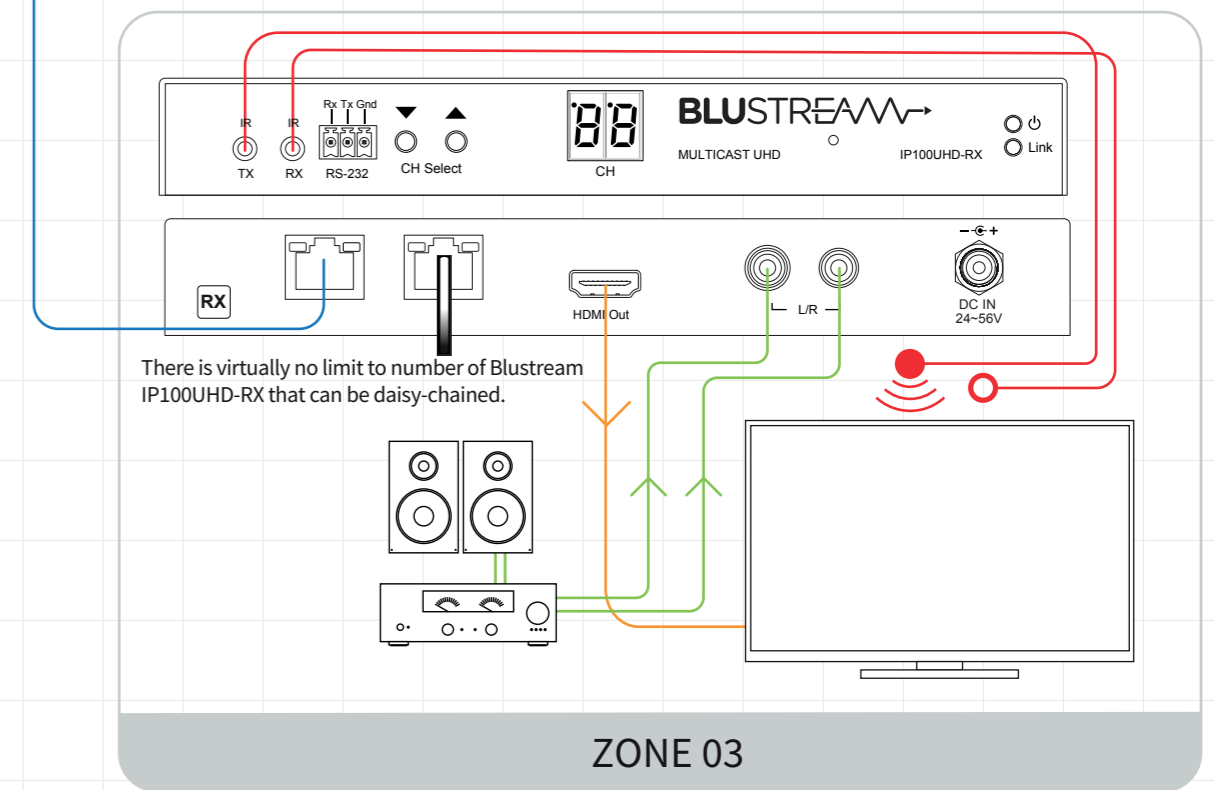 Rx Tx Gnd
IR IR
TX RX RS-232 CH Select
88
CH
BLUSTREAM
MULTICAST UHD IP100UHD-RX
Link
RX
HDMI Out
L/R
DC IN
24~56V
There is virtually no limit to number of Blustream
IP100UHD-RX that can be daisy-chained.
ZONE 03